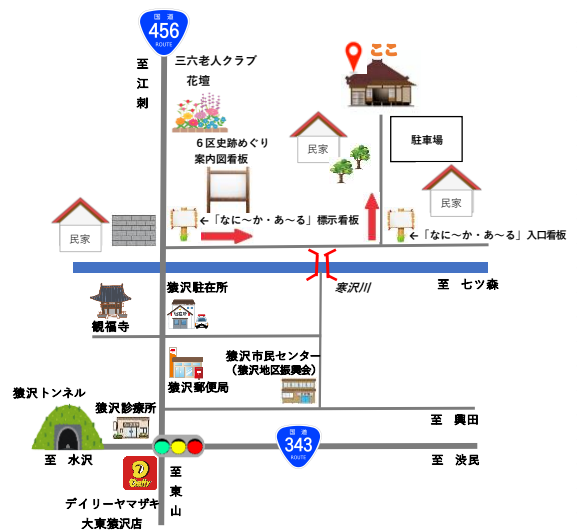 国道
456
ROUTE
至江刺
三六老人クラブ
花壇
ここ
駐車場
民家
6区史跡めぐり
案内図看板
民家
←「なに～か・あ～る」標示看板
←「なに～か・あ～る」入口看板
民家
寒沢川
至 七ツ森
猿沢駐在所
駐在所
観福寺
猿沢市民センター
（猿沢地区振興会）
猿沢郵便局
猿沢トンネル
猿沢診療所
至 興田
国道
343
ROUTE
至 水沢
至 渋民
至東山
D
Daily
デイリーヤマザキ
大東猿沢店